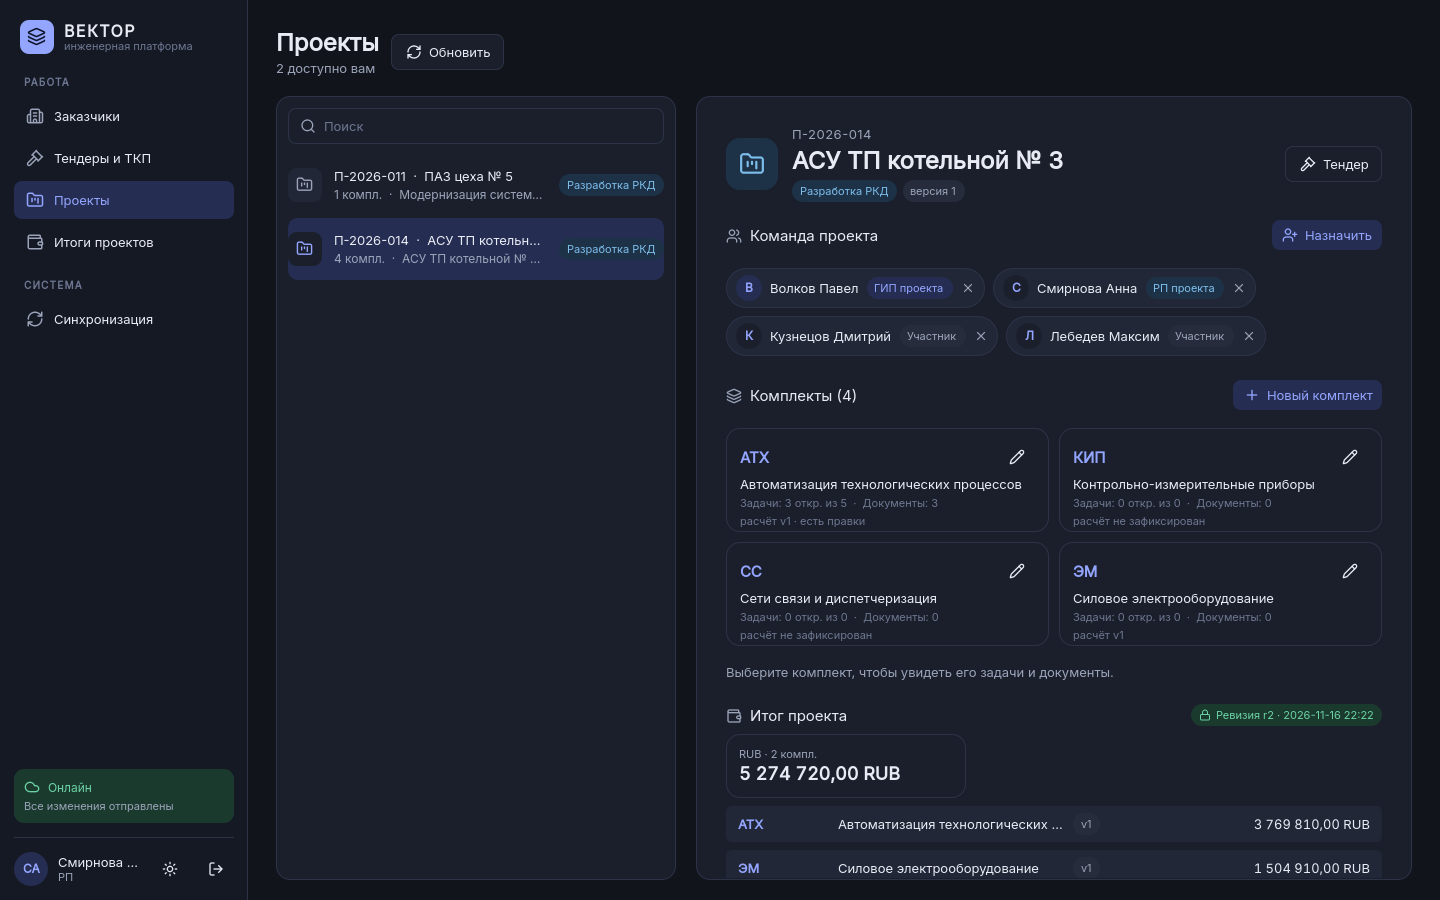 ВЕКТОР
инженерная платформа
РАБОТА
Заказчики
Тендеры и ТКП
Проекты
Итоги проектов
СИСТЕМА
Синхронизация
Онлайн
Все изменения отправлены
СА
Смирнова ...
РП
Проекты
2 доступно вам
Обновить
Поиск
П-2026-011 · ПАЗ цеха № 5
1 компл. · Модернизация систем...
Разработка РКД
П-2026-014 · АСУ ТП котельн...
4 компл. · АСУ ТП котельной № ...
Разработка РКД
П-2026-014
АСУ ТП котельной № 3
Разработка РКД
версия 1
Тендер
Команда проекта
Назначить
В Волков Павел ГИП проекта
С Смирнова Анна РП проекта
К Кузнецов Дмитрий Участник
Л Лебедев Максим Участник
Комплекты (4)
Новый комплект
АТХ
Автоматизация технологических процессов
Задачи: 3 откр. из 5 · Документы: 3
расчёт v1 · есть правки
КИП
Контрольно-измерительные приборы
Задачи: 0 откр. из 0 · Документы: 0
расчёт не зафиксирован
СС
Сети связи и диспетчеризация
Задачи: 0 откр. из 0 · Документы: 0
расчёт не зафиксирован
ЭМ
Силовое электрооборудование
Задачи: 0 откр. из 0 · Документы: 0
расчёт v1
Выберите комплект, чтобы увидеть его задачи и документы.
Итог проекта
Ревизия r2 · 2026-11-16 22:22
RUB · 2 компл.
5 274 720,00 RUB
АТХ Автоматизация технологических ... v1 3 769 810,00 RUB
ЭМ Силовое электрооборудование v1 1 504 910,00 RUB